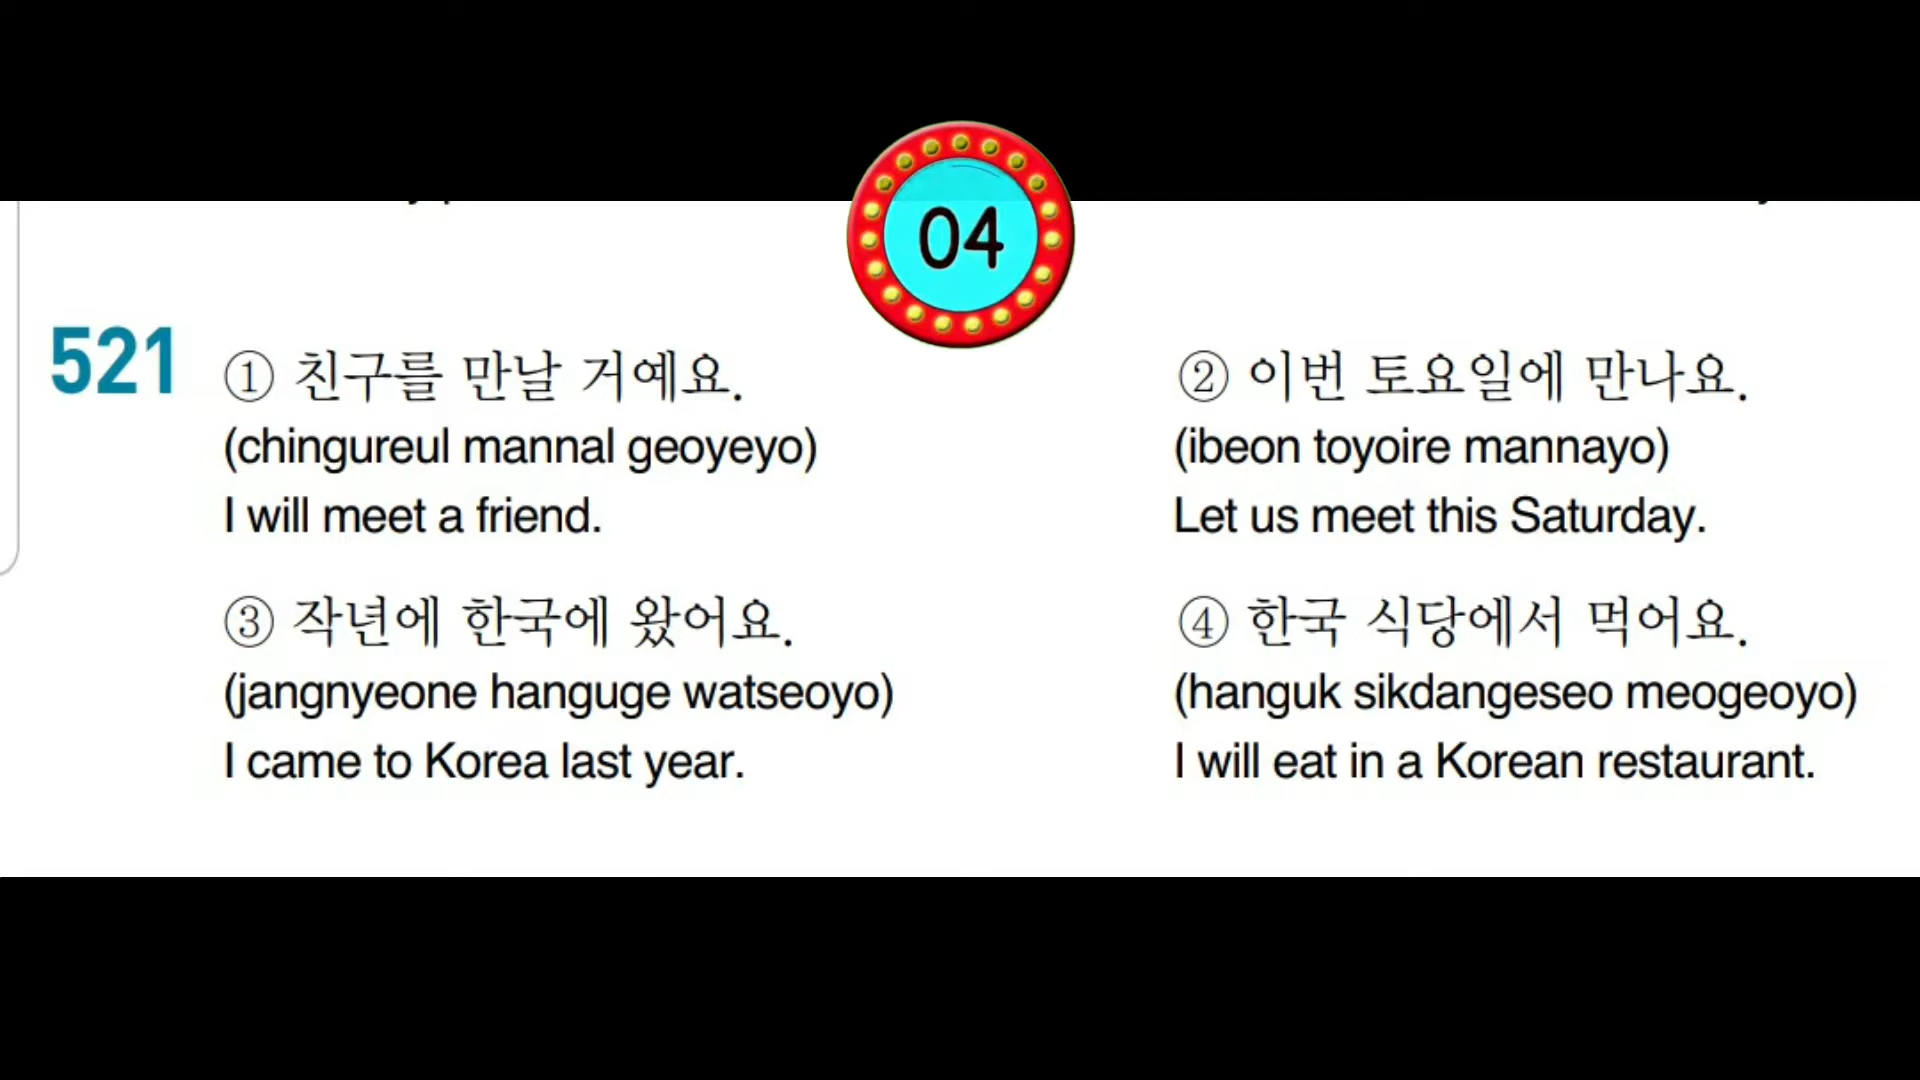 04
521
① 친구를 만날 거예요.
(chingureul mannal geoyeyo)
I will meet a friend.
② 이번 토요일에 만나요.
(ibeon toyoire mannayo)
Let us meet this Saturday.
③ 작년에 한국에 왔어요.
(jangnyeone hanguge watseoyo)
I came to Korea last year.
④ 한국 식당에서 먹어요.
(hanguk sikdangeseo meogeoyo)
I will eat in a Korean restaurant.